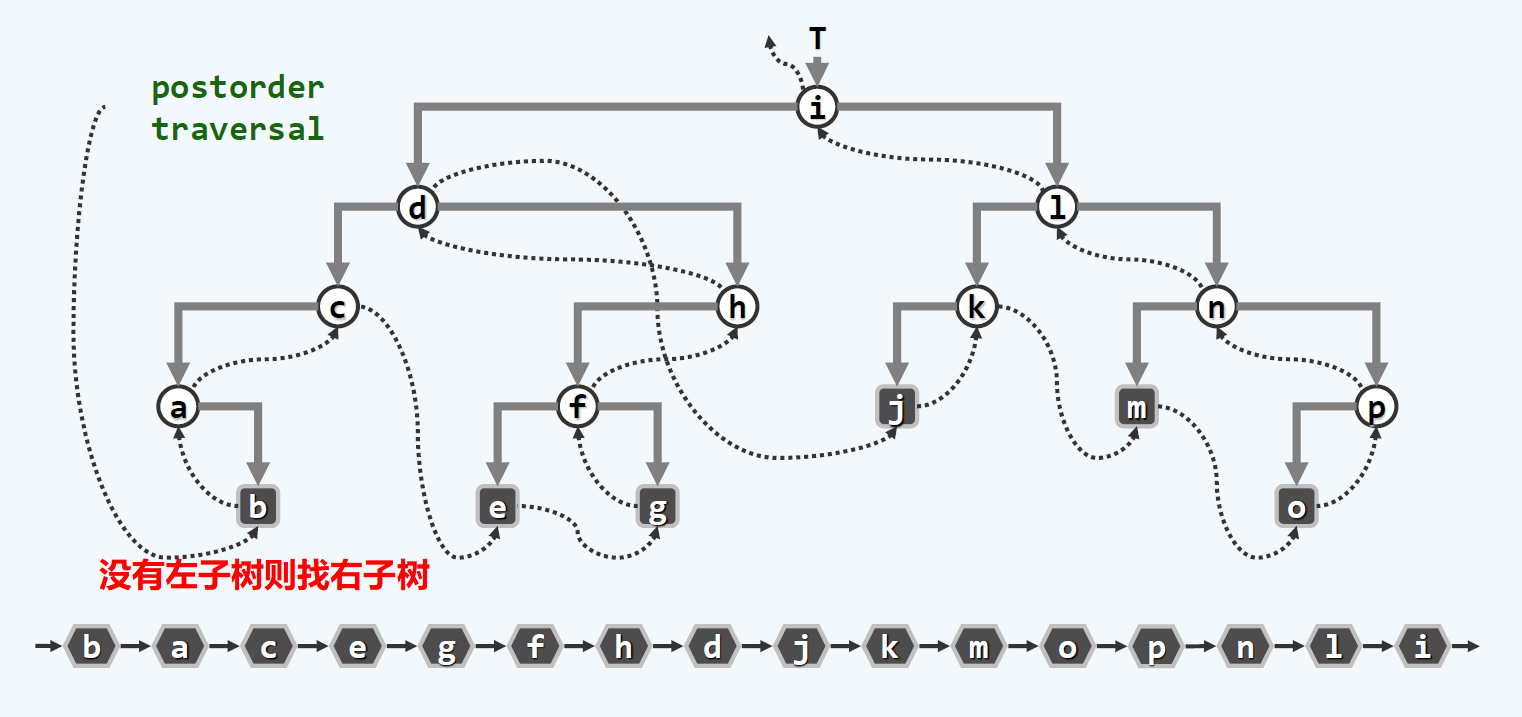 T
postorder
traversal
i
d
l
c
h
k
n
a
f
j
m
p
b
e
g
o
没有左子树则找右子树
b a c e g f h d j k m o p n l i